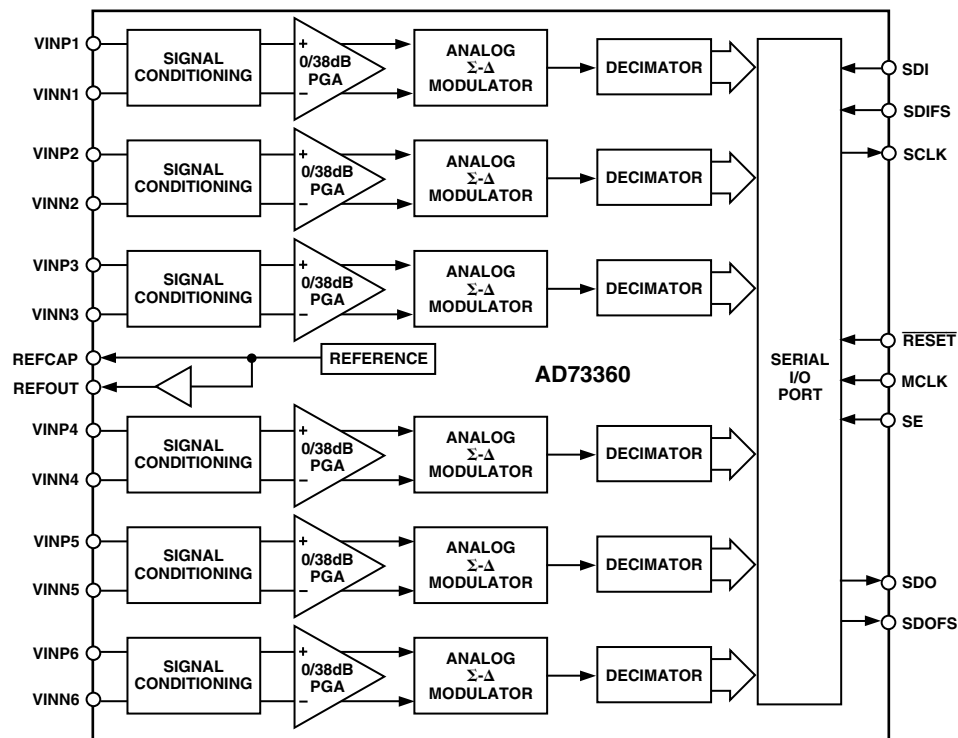 VINP1
VINN1
SIGNAL
CONDITIONING
+
0/38dB
PGA
−
ANALOG
Σ-Δ
MODULATOR
DECIMATOR
VINP2
VINN2
SIGNAL
CONDITIONING
+
0/38dB
PGA
−
ANALOG
Σ-Δ
MODULATOR
DECIMATOR
VINP3
VINN3
SIGNAL
CONDITIONING
+
0/38dB
PGA
−
ANALOG
Σ-Δ
MODULATOR
DECIMATOR
REFCAP
REFOUT
REFERENCE
AD73360
VINP4
VINN4
SIGNAL
CONDITIONING
+
0/38dB
PGA
−
ANALOG
Σ-Δ
MODULATOR
DECIMATOR
VINP5
VINN5
SIGNAL
CONDITIONING
+
0/38dB
PGA
−
ANALOG
Σ-Δ
MODULATOR
DECIMATOR
VINP6
VINN6
SIGNAL
CONDITIONING
+
0/38dB
PGA
−
ANALOG
Σ-Δ
MODULATOR
DECIMATOR
SERIAL
I/O
PORT
SDI
SDIFS
SCLK
RESET
MCLK
SE
SDO
SDOFS